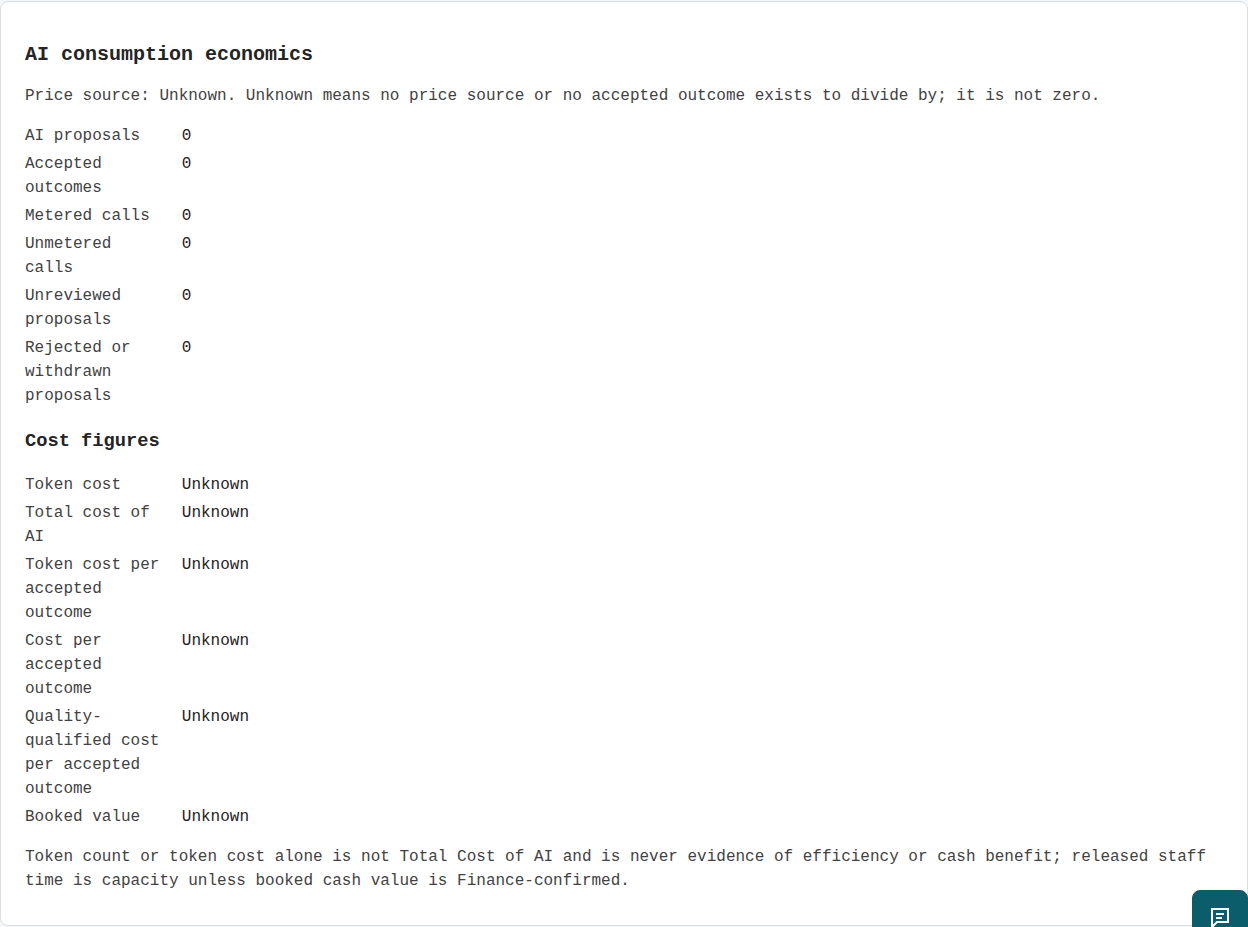 AI consumption economics
Price source: Unknown. Unknown means no price source or no accepted outcome exists to divide by; it is not zero.
AI proposals 0
Accepted 0
outcomes
Metered calls 0
Unmetered 0
calls
Unreviewed 0
proposals
Rejected or 0
withdrawn
proposals
Cost figures
Token cost Unknown
Total cost of Unknown
AI
Token cost per Unknown
accepted
outcome
Cost per Unknown
accepted
outcome
Quality- Unknown
qualified cost
per accepted
outcome
Booked value Unknown
Token count or token cost alone is not Total Cost of AI and is never evidence of efficiency or cash benefit; released staff
time is capacity unless booked cash value is Finance-confirmed.